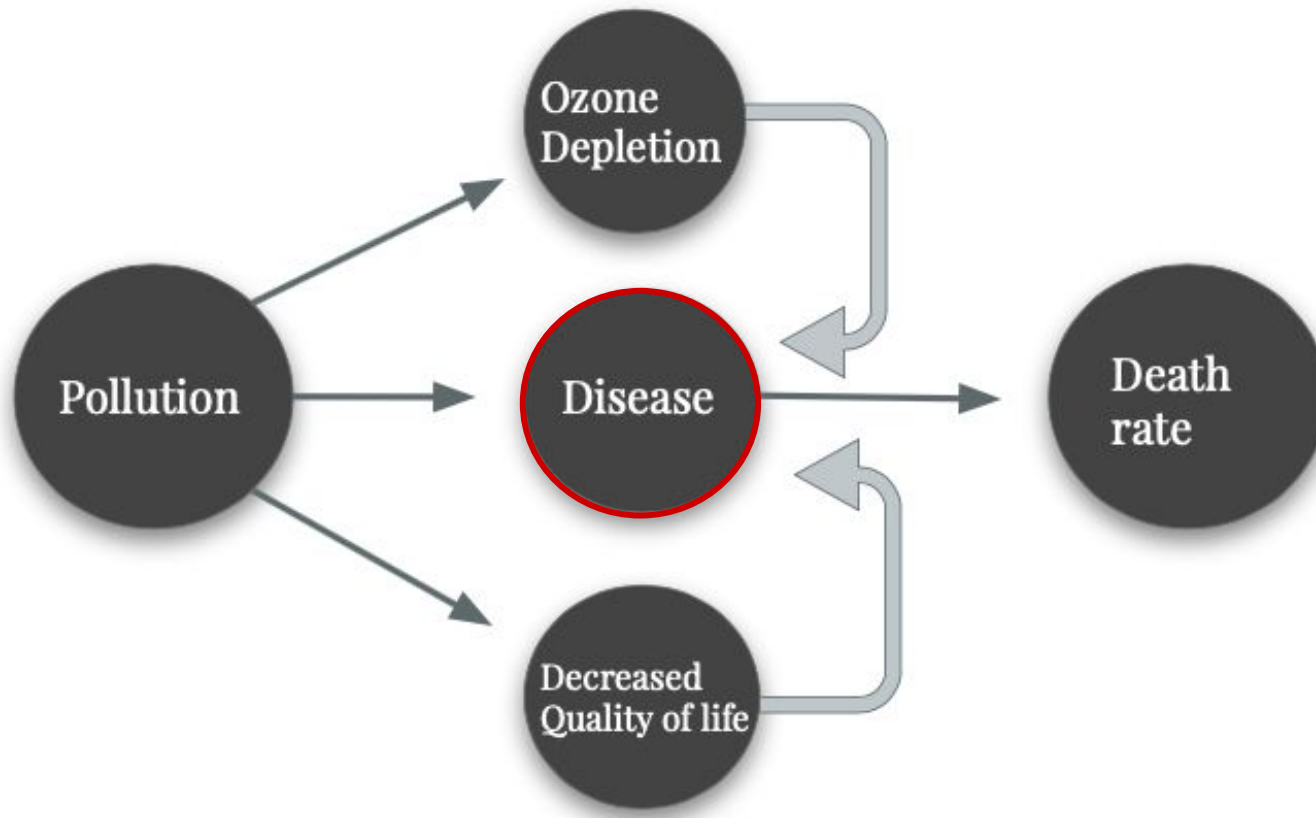 Ozone
Depletion
Pollution
Disease
Death
rate
Decreased
Quality of life